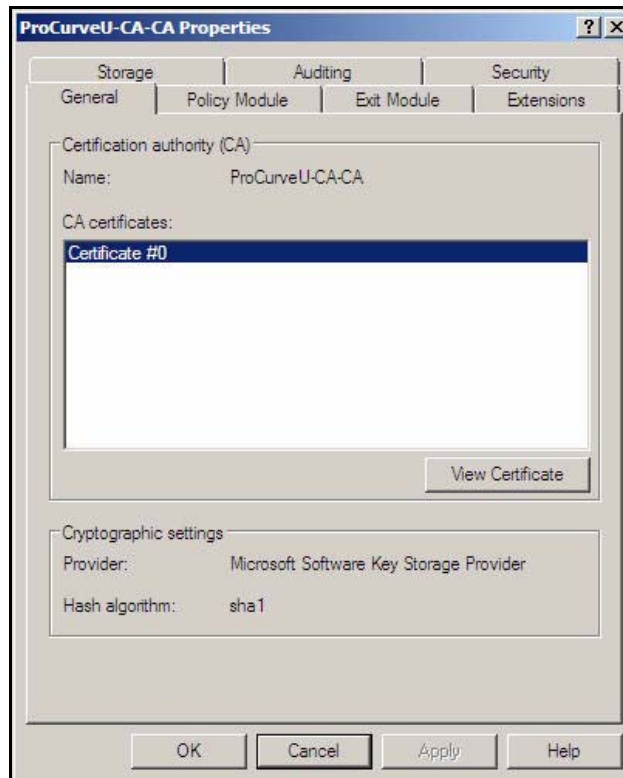 ProCurveU-CA-CA Properties
Storage Auditing Security
General Policy Module Exit Module Extensions
Certification authority (CA)
Name: ProCurveU-CA-CA
CA certificates:
Certificate #0
View Certificate
Cryptographic settings
Provider: Microsoft Software Key Storage Provider
Hash algorithm: sha1
OK Cancel Apply Help